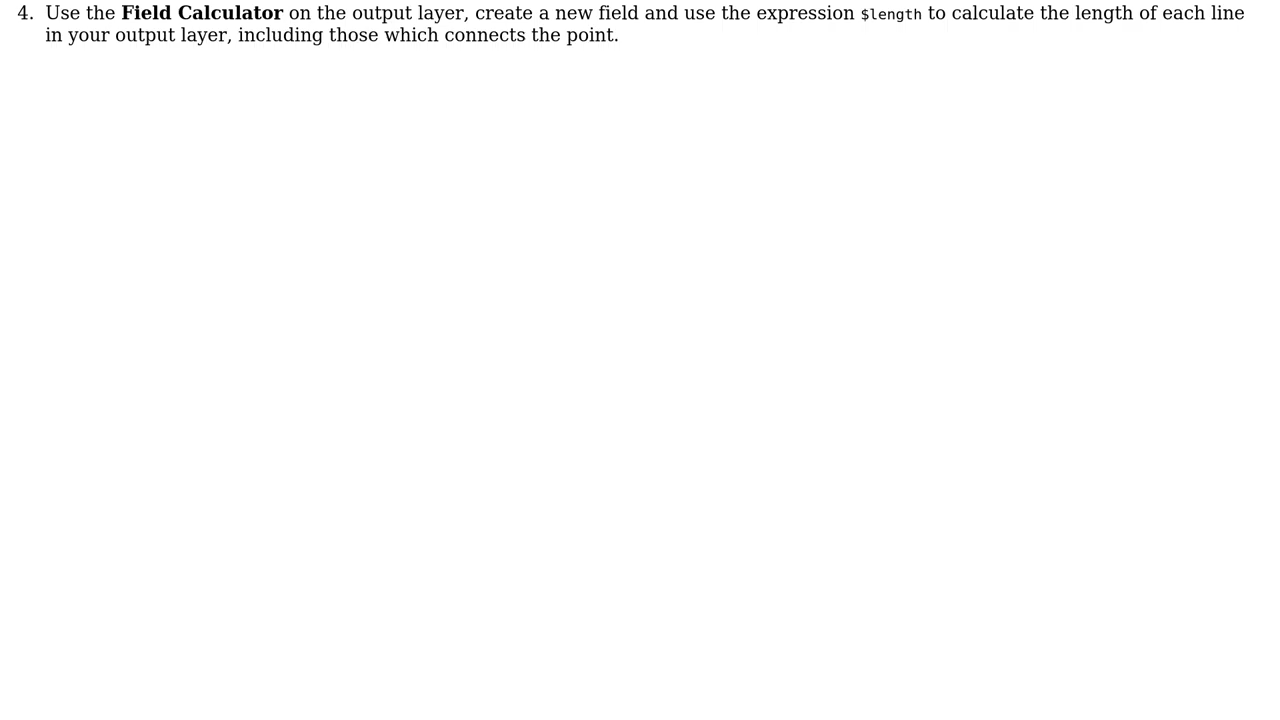 4. Use the Field Calculator on the output layer, create a new field and use the expression $length to calculate the length of each line
in your output layer, including those which connects the point.